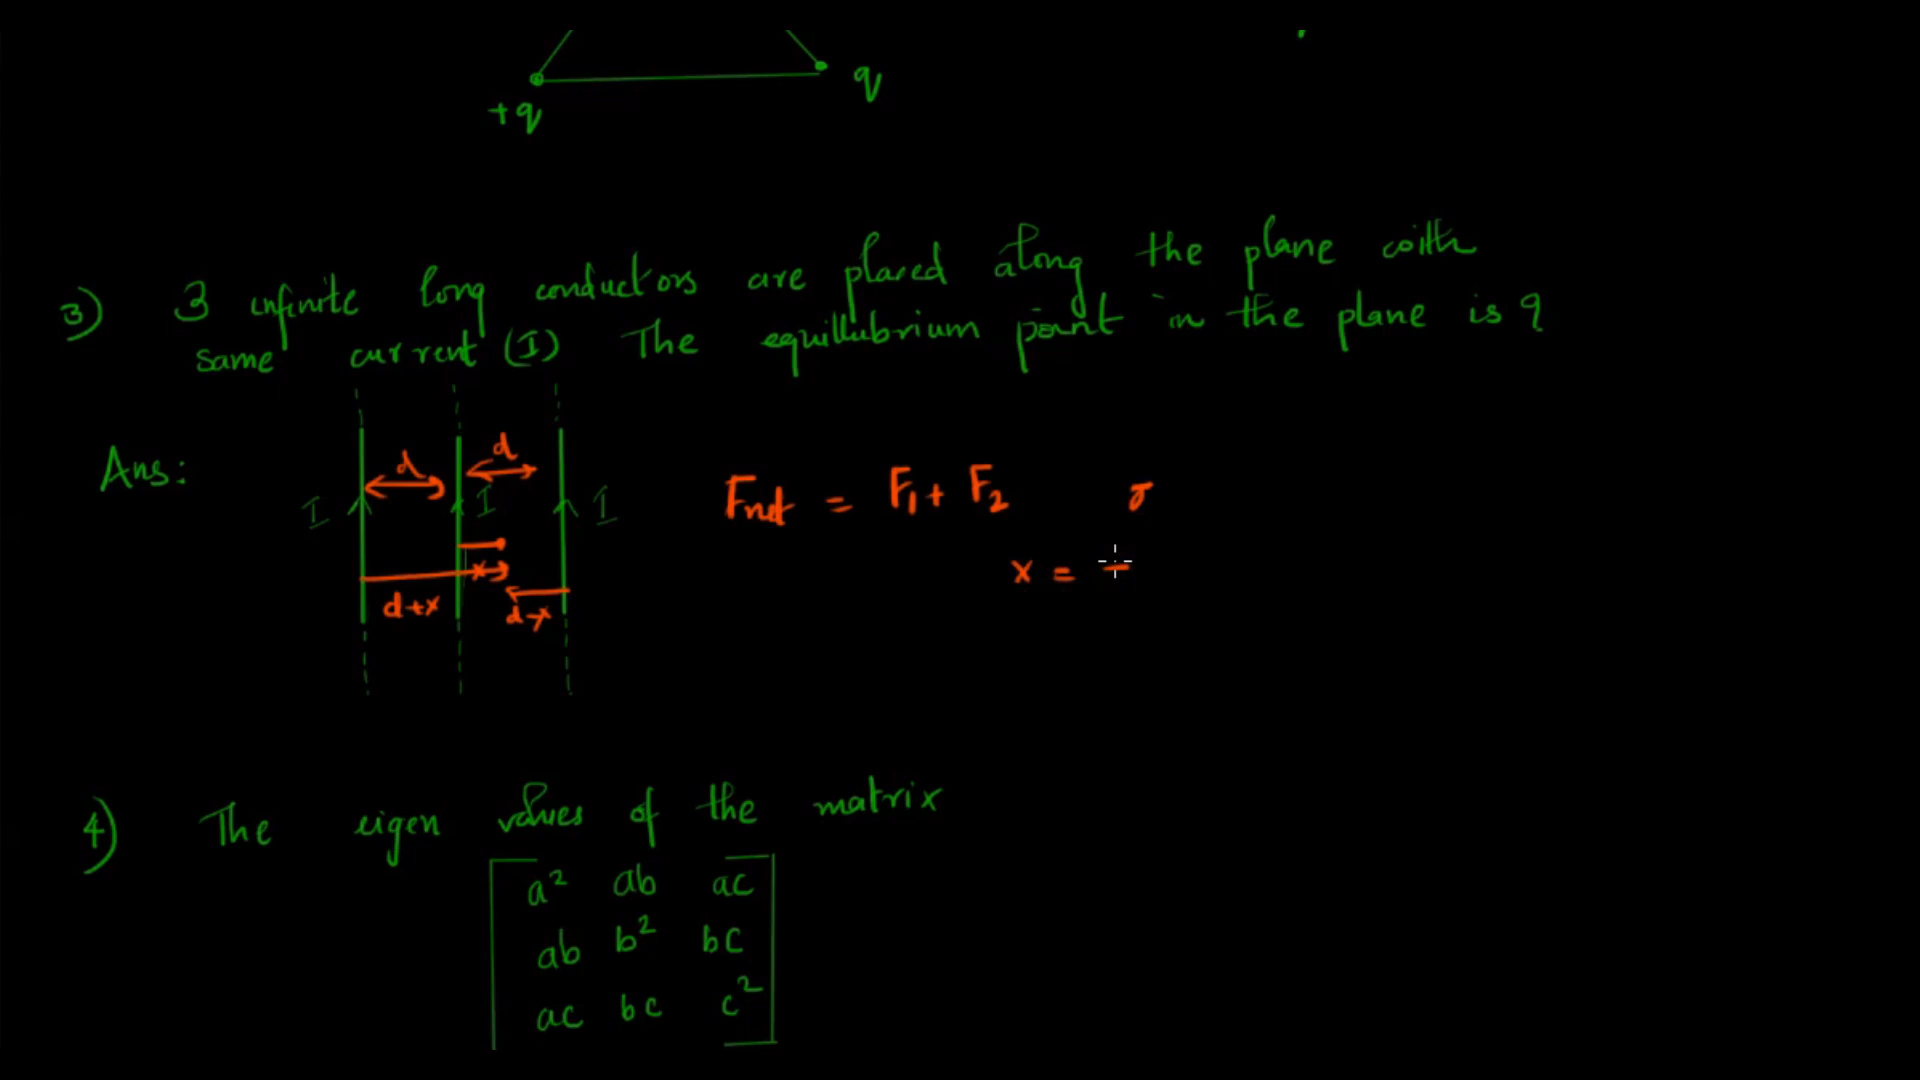 +q q
3) 3 infinite long conductors are placed along the plane with
same current (I) The equillubrium point in the plane is ?
Ans:
d d
I I I
x
d+x d-x
Fnet = F1 + F2 r
x = –
4) The eigen values of the matrix
a² ab ac
ab b² bc
ac bc c²